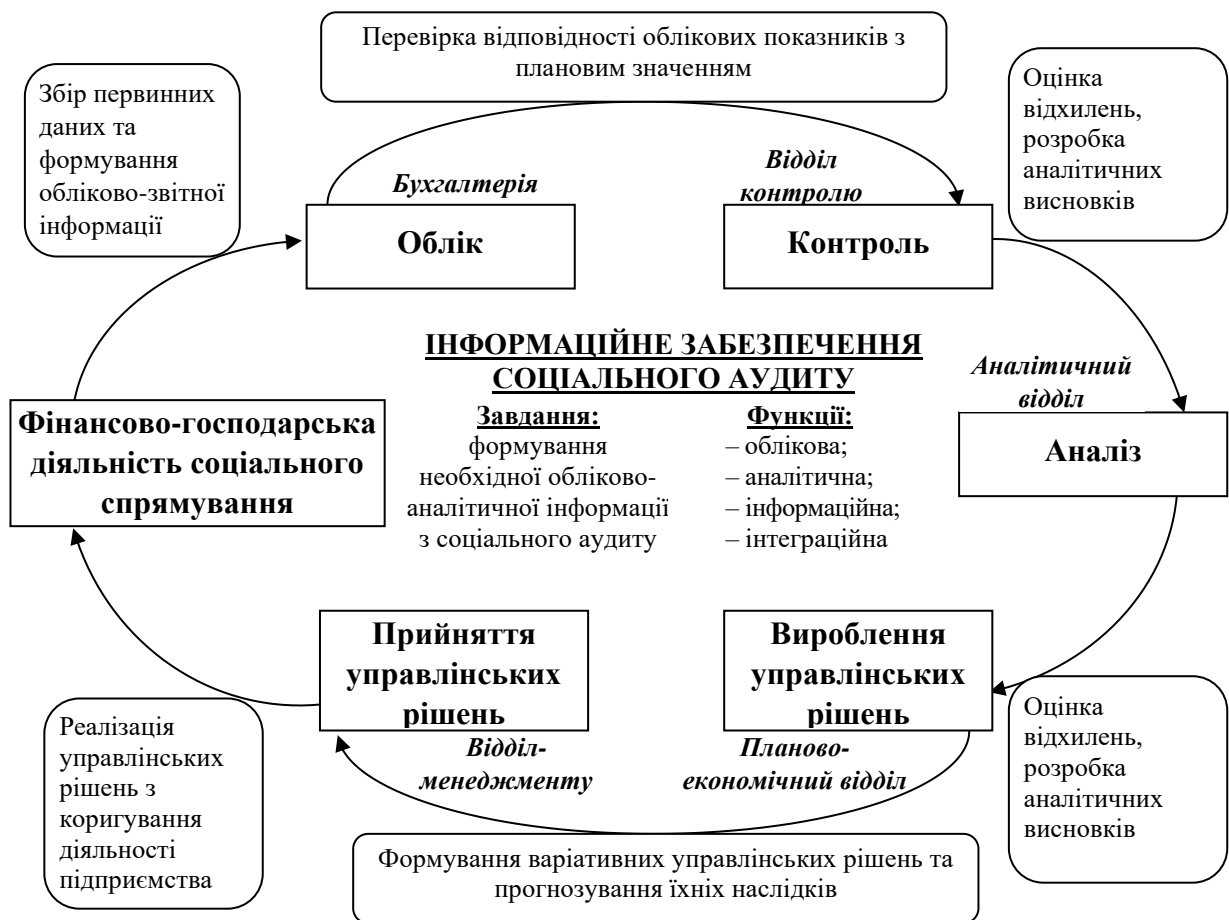 Перевірка відповідності облікових показників з
плановим значенням
Збір первинних
даних та
формування
обліково-звітної
інформації
Оцінка
відхилень,
розробка
аналітичних
висновків
Бухгалтерія
Відділ
контролю
Облік
Контроль
ІНФОРМАЦІЙНЕ ЗАБЕЗПЕЧЕННЯ
СОЦІАЛЬНОГО АУДИТУ
Завдання:
формування
необхідної обліково-
аналітичної інформації
з соціального аудиту
Функції:
– облікова;
– аналітична;
– інформаційна;
– інтеграційна
Аналітичний
відділ
Фінансово-господарська
діяльність соціального
спрямування
Аналіз
Прийняття
управлінських
рішень
Вироблення
управлінських
рішень
Відділ-
менеджменту
Планово-
економічний відділ
Реалізація
управлінських
рішень з
коригування
діяльності
підприємства
Оцінка
відхилень,
розробка
аналітичних
висновків
Формування варіативних управлінських рішень та
прогнозування їхніх наслідків